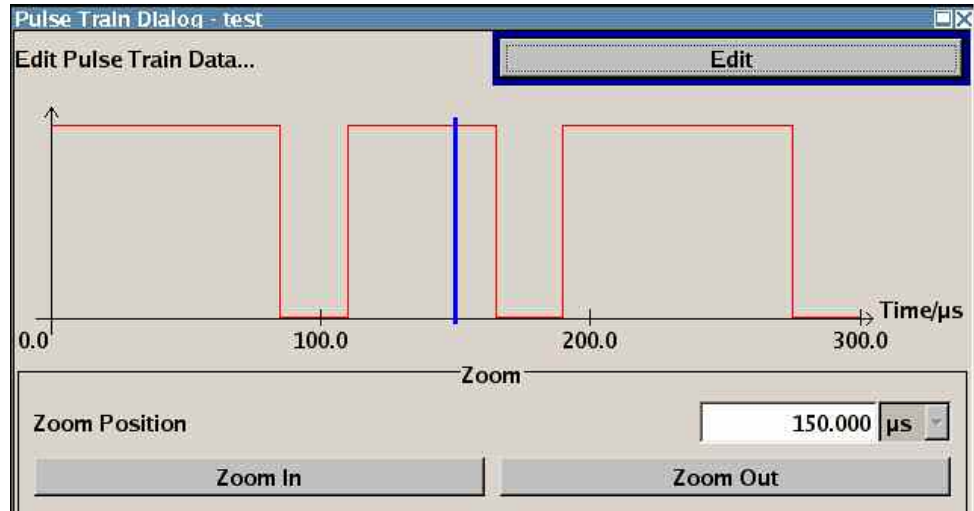 Pulse Train Dialog - test
Edit Pulse Train Data...
Edit
Time/µs
0.0
100.0
200.0
300.0
Zoom
Zoom Position
150.000 µs
Zoom In
Zoom Out